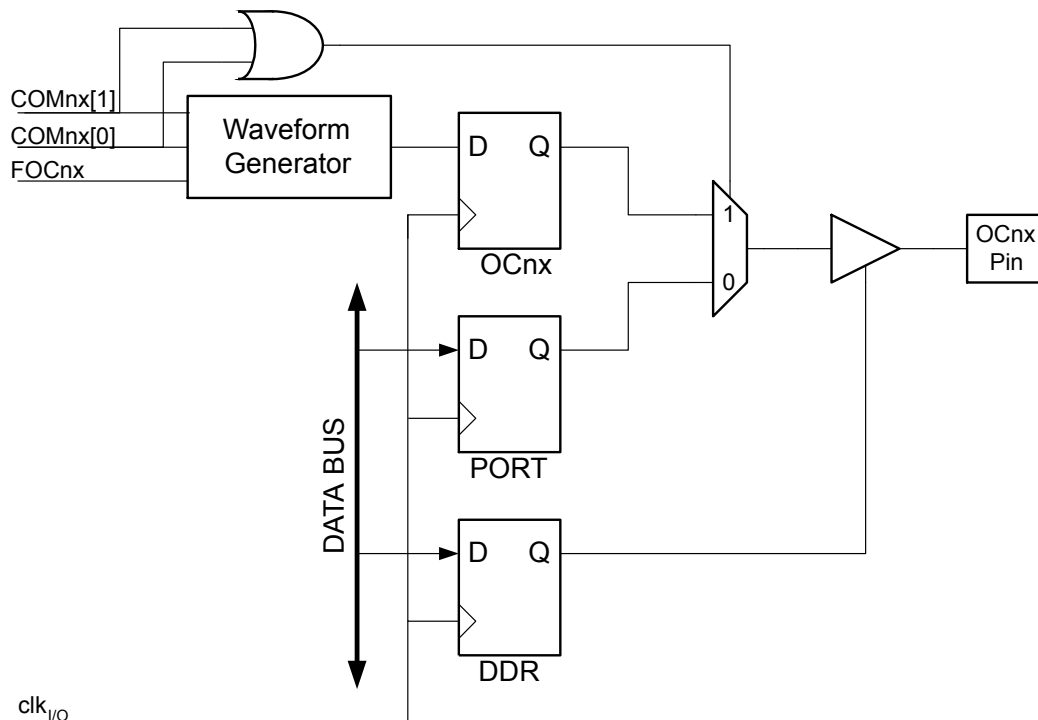 COMnx[1]
COMnx[0]
FOCnx
Waveform
Generator
D Q
OCnx
1
0
OCnx
Pin
D Q
PORT
DATA BUS
D Q
DDR
clkI/O